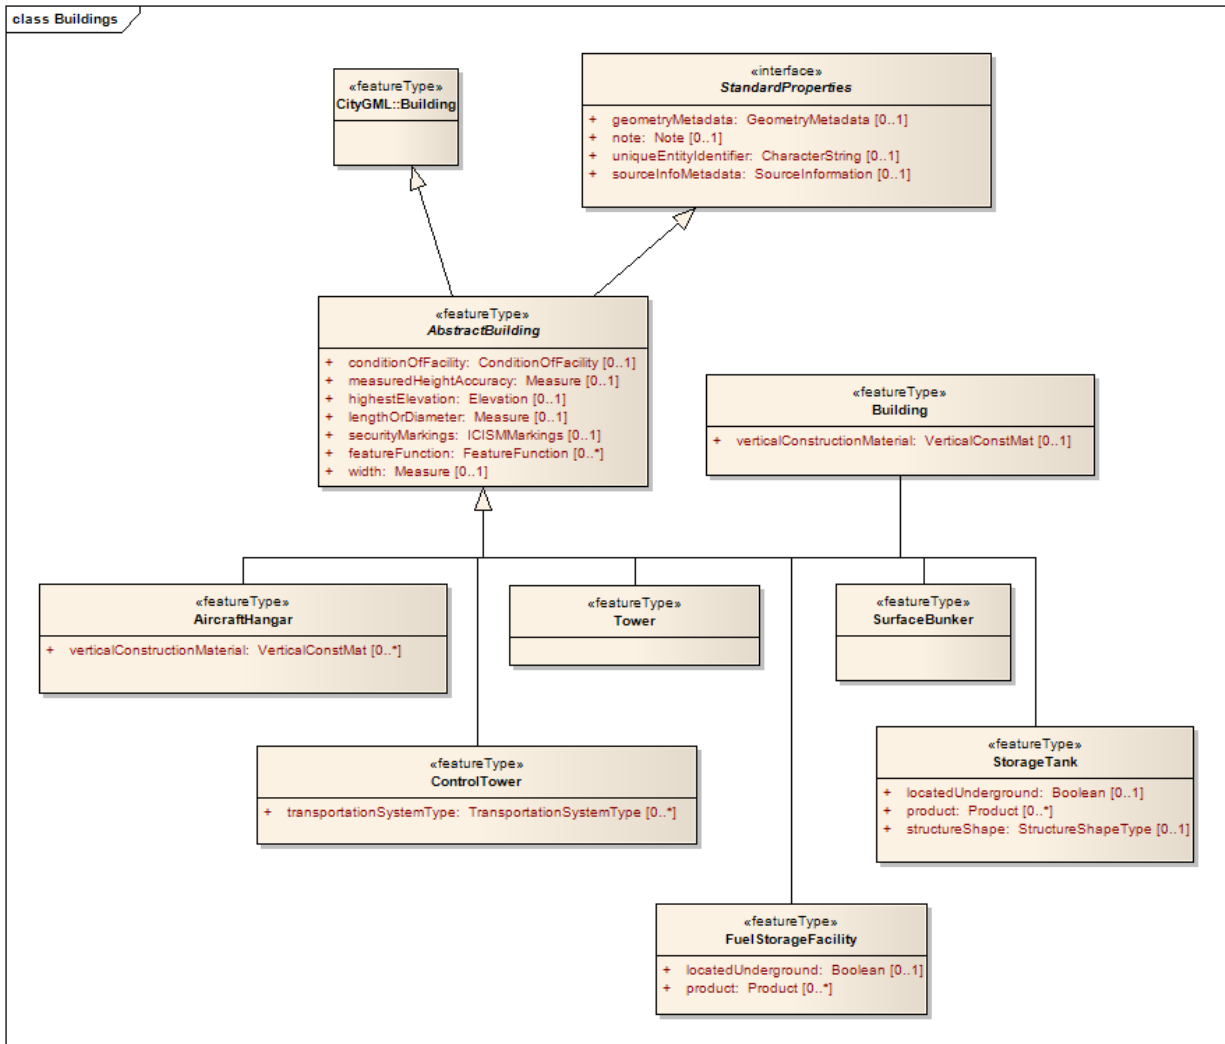 class Buildings
«featureType»
CityGML::Building
«interface»
StandardProperties
+ geometryMetadata: GeometryMetadata [0..1]
+ note: Note [0..1]
+ uniqueEntityIdentifier: CharacterString [0..1]
+ sourceInfoMetadata: SourceInformation [0..1]
«featureType»
AbstractBuilding
+ conditionOfFacility: ConditionOfFacility [0..1]
+ measuredHeightAccuracy: Measure [0..1]
+ highestElevation: Elevation [0..1]
+ lengthOrDiameter: Measure [0..1]
+ securityMarkings: ICISMMarkings [0..1]
+ featureFunction: FeatureFunction [0..*]
+ width: Measure [0..1]
«featureType»
Building
+ verticalConstructionMaterial: VerticalConstMat [0..1]
«featureType»
AircraftHangar
+ verticalConstructionMaterial: VerticalConstMat [0..*]
«featureType»
Tower
«featureType»
SurfaceBunker
«featureType»
ControlTower
+ transportationSystemType: TransportationSystemType [0..*]
«featureType»
StorageTank
+ locatedUnderground: Boolean [0..1]
+ product: Product [0..*]
+ structureShape: StructureShapeType [0..1]
«featureType»
FuelStorageFacility
+ locatedUnderground: Boolean [0..1]
+ product: Product [0..*]